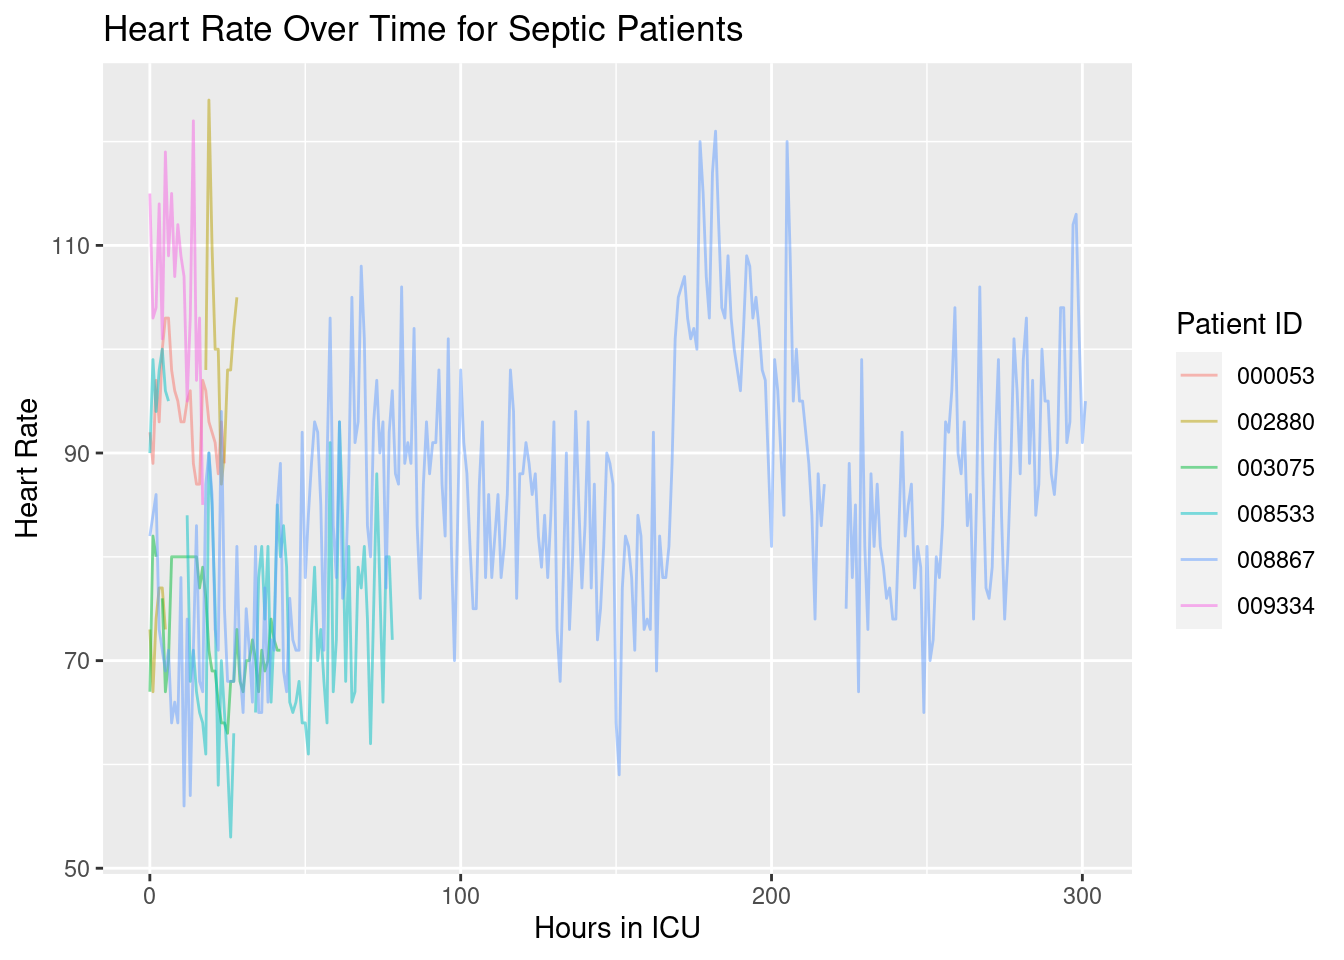 Heart Rate Over Time for Septic Patients
Heart Rate
110
90
70
50
0 100 200 300
Hours in ICU
Patient ID
000053
002880
003075
008533
008867
009334